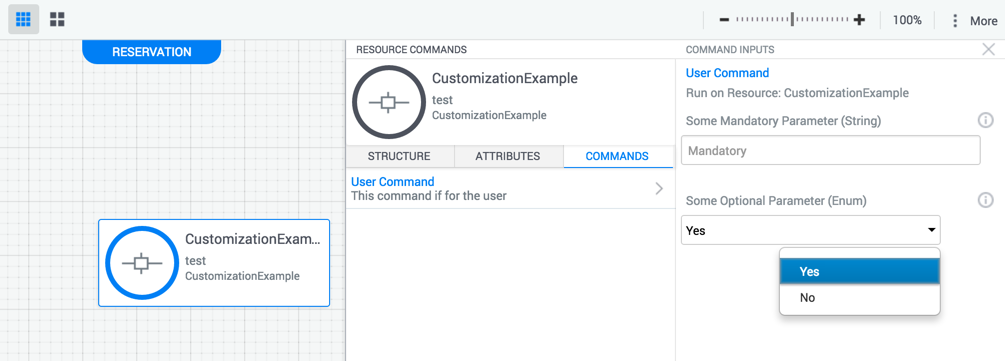 100%
More
RESERVATION
CustomizationExam...
test
CustomizationExample
RESOURCE COMMANDS
CustomizationExample
test
CustomizationExample
STRUCTURE
ATTRIBUTES
COMMANDS
User Command
This command if for the user
COMMAND INPUTS
User Command
Run on Resource: CustomizationExample
Some Mandatory Parameter (String)
Mandatory
Some Optional Parameter (Enum)
Yes
Yes
No